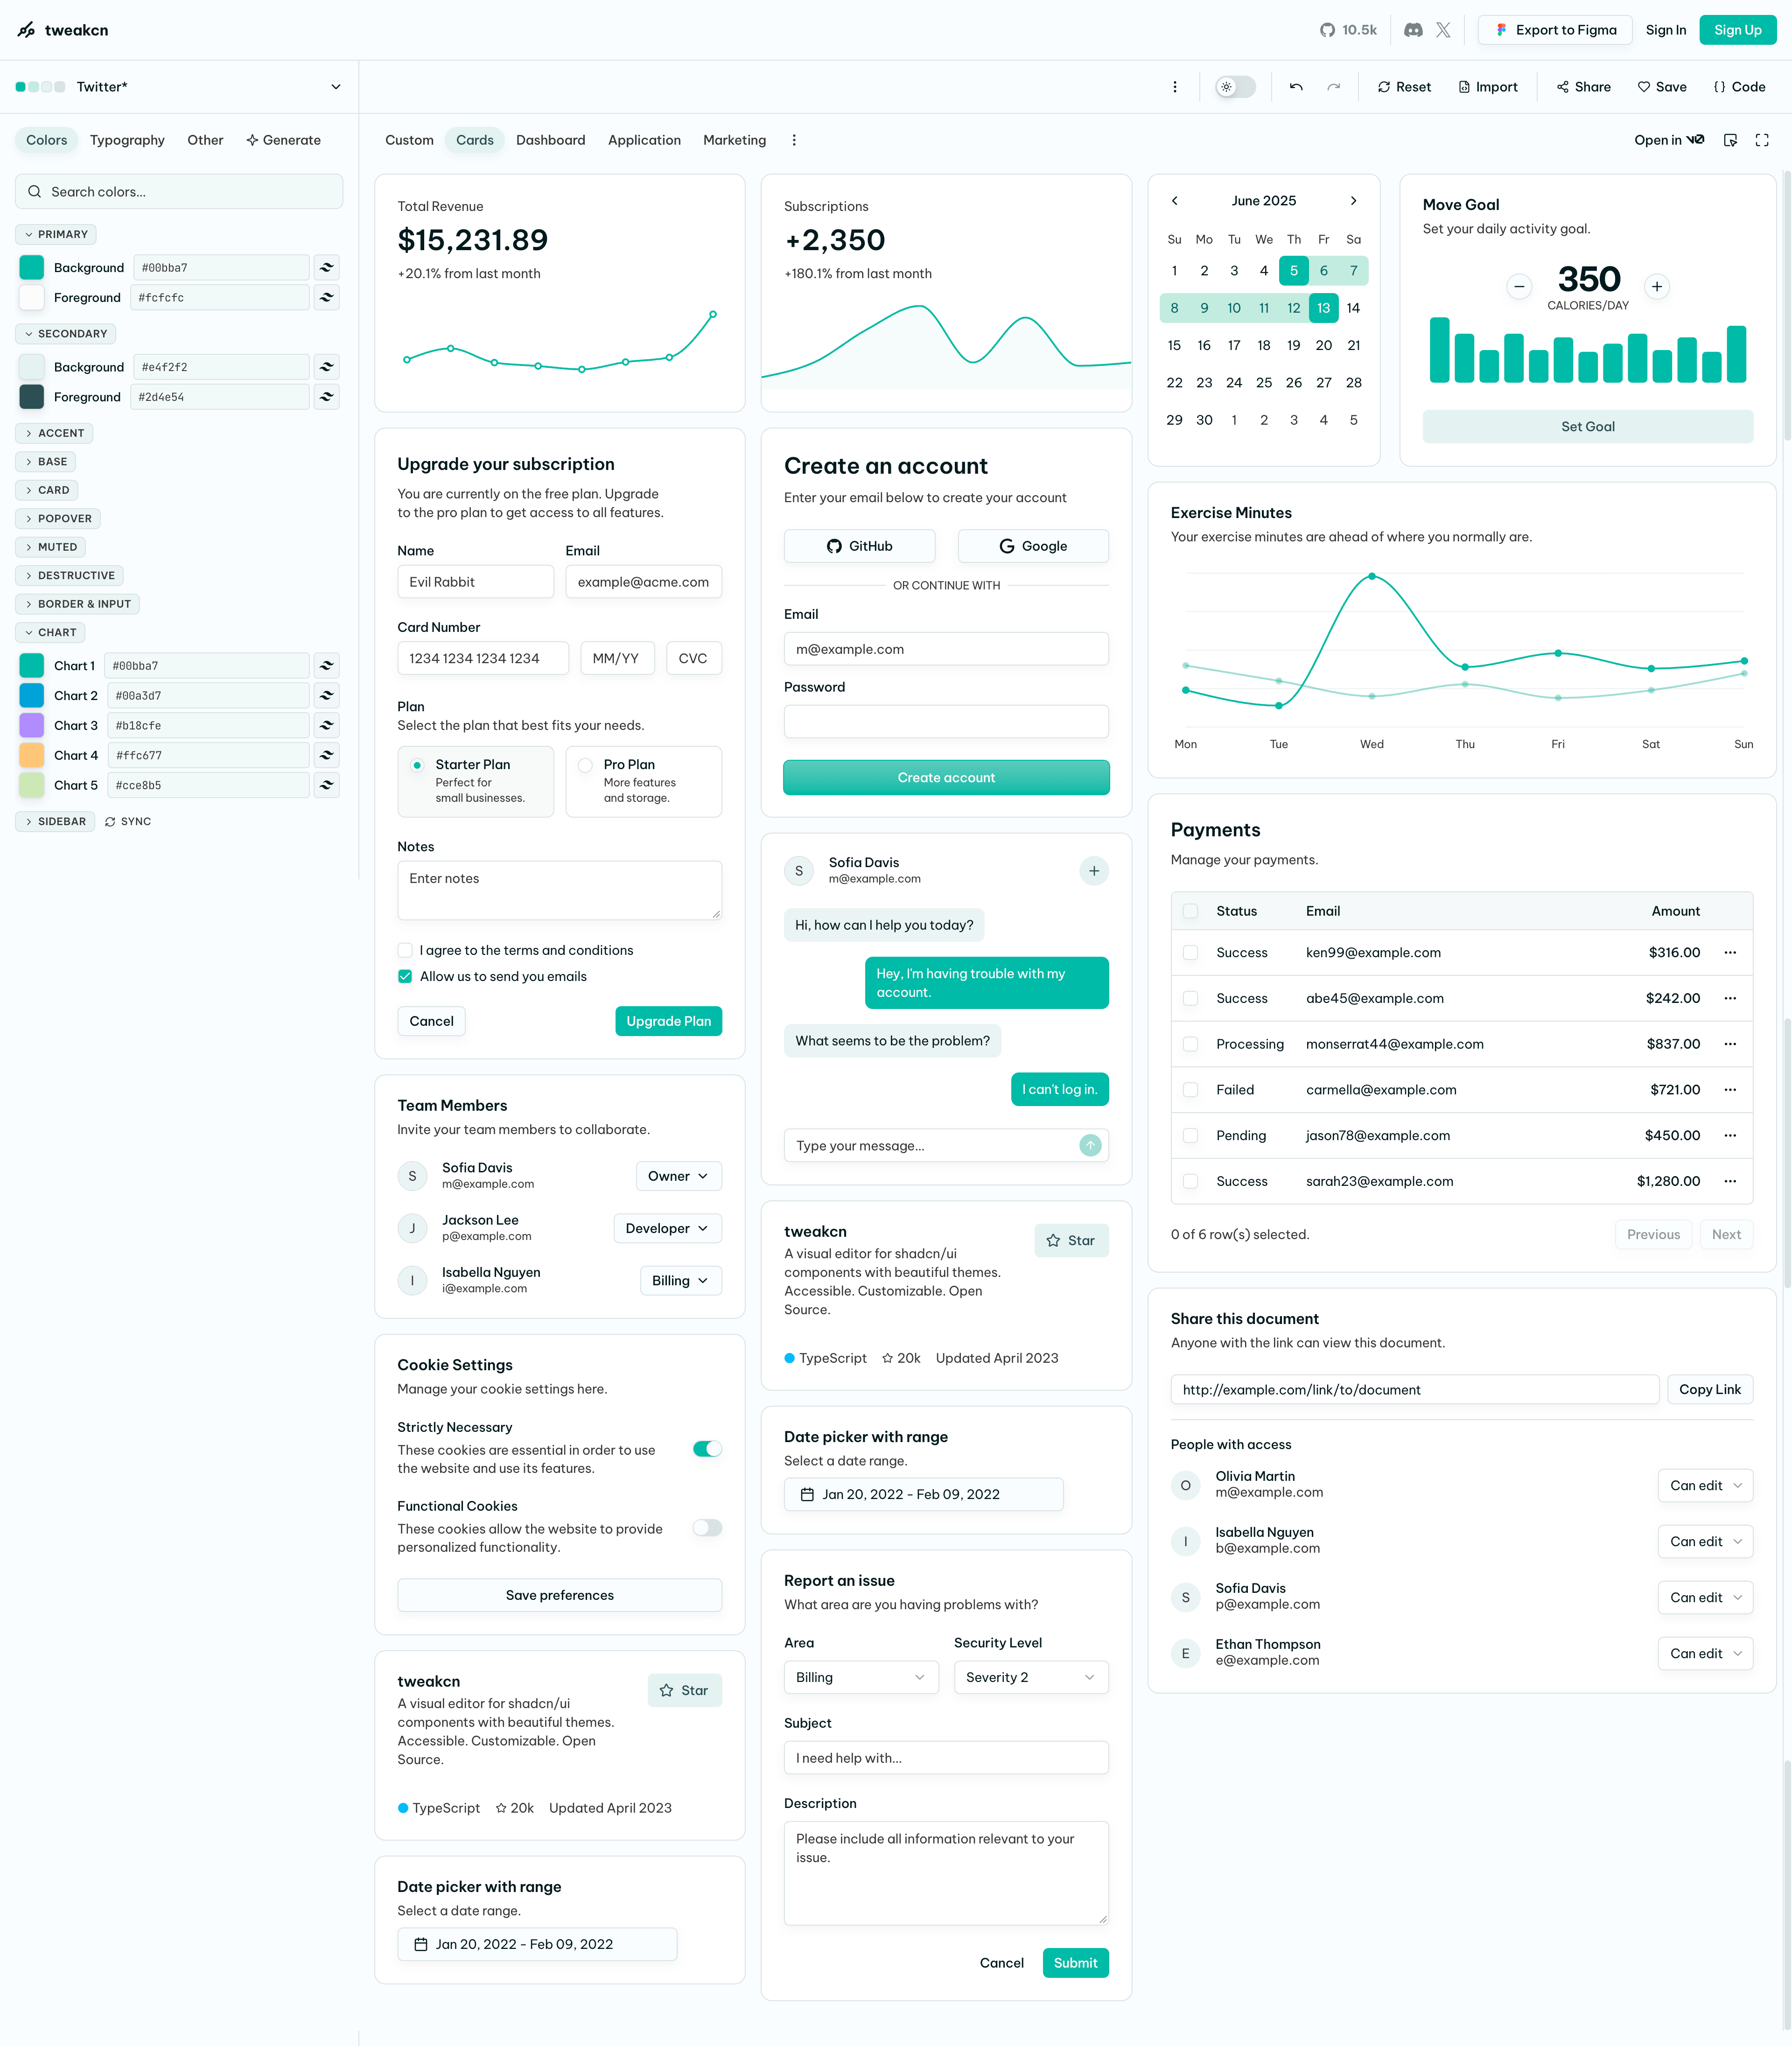 tweakcn
10.5k
Export to Figma
Sign In
Sign Up
Twitter*
Reset
Import
Share
Save
Code
Colors
Typography
Other
Generate
Custom
Cards
Dashboard
Application
Marketing
Open in v0
Search colors...
PRIMARY
Background #00bba7
Foreground #fcfcfc
SECONDARY
Background #e4f2f2
Foreground #2d4e54
ACCENT
BASE
CARD
POPOVER
MUTED
DESTRUCTIVE
BORDER & INPUT
CHART
Chart 1 #00bba7
Chart 2 #00a3d7
Chart 3 #b18cfe
Chart 4 #ffc677
Chart 5 #cce8b5
SIDEBAR SYNC
Total Revenue
$15,231.89
+20.1% from last month
Upgrade your subscription
You are currently on the free plan. Upgrade
to the pro plan to get access to all features.
Name Email
Evil Rabbit example@acme.com
Card Number
1234 1234 1234 1234 MM/YY CVC
Plan
Select the plan that best fits your needs.
Starter Plan
Perfect for
small businesses.
Pro Plan
More features
and storage.
Notes
Enter notes
I agree to the terms and conditions
Allow us to send you emails
Cancel Upgrade Plan
Team Members
Invite your team members to collaborate.
S
Sofia Davis
m@example.com
Owner
J
Jackson Lee
p@example.com
Developer
I
Isabella Nguyen
i@example.com
Billing
Cookie Settings
Manage your cookie settings here.
Strictly Necessary
These cookies are essential in order to use
the website and use its features.
Functional Cookies
These cookies allow the website to provide
personalized functionality.
Save preferences
tweakcn
Star
A visual editor for shadcn/ui
components with beautiful themes.
Accessible. Customizable. Open
Source.
TypeScript 20k Updated April 2023
Date picker with range
Select a date range.
Jan 20, 2022 - Feb 09, 2022
Subscriptions
+2,350
+180.1% from last month
Create an account
Enter your email below to create your account
GitHub Google
OR CONTINUE WITH
Email
m@example.com
Password
Create account
S
Sofia Davis
m@example.com
Hi, how can I help you today?
Hey, I'm having trouble with my
account.
What seems to be the problem?
I can't log in.
Type your message...
tweakcn
Star
A visual editor for shadcn/ui
components with beautiful themes.
Accessible. Customizable. Open
Source.
TypeScript 20k Updated April 2023
Date picker with range
Select a date range.
Jan 20, 2022 - Feb 09, 2022
Report an issue
What area are you having problems with?
Area Security Level
Billing Severity 2
Subject
I need help with...
Description
Please include all information relevant to your
issue.
Cancel Submit
June 2025
Su Mo Tu We Th Fr Sa
1 2 3 4 5 6 7
8 9 10 11 12 13 14
15 16 17 18 19 20 21
22 23 24 25 26 27 28
29 30 1 2 3 4 5
Move Goal
Set your daily activity goal.
350
CALORIES/DAY
Set Goal
Exercise Minutes
Your exercise minutes are ahead of where you normally are.
Mon Tue Wed Thu Fri Sat Sun
Payments
Manage your payments.
Status Email Amount
Success ken99@example.com $316.00
Success abe45@example.com $242.00
Processing monserrat44@example.com $837.00
Failed carmella@example.com $721.00
Pending jason78@example.com $450.00
Success sarah23@example.com $1,280.00
0 of 6 row(s) selected.
Previous Next
Share this document
Anyone with the link can view this document.
http://example.com/link/to/document Copy Link
People with access
O
Olivia Martin
m@example.com
Can edit
I
Isabella Nguyen
b@example.com
Can edit
S
Sofia Davis
p@example.com
Can edit
E
Ethan Thompson
e@example.com
Can edit